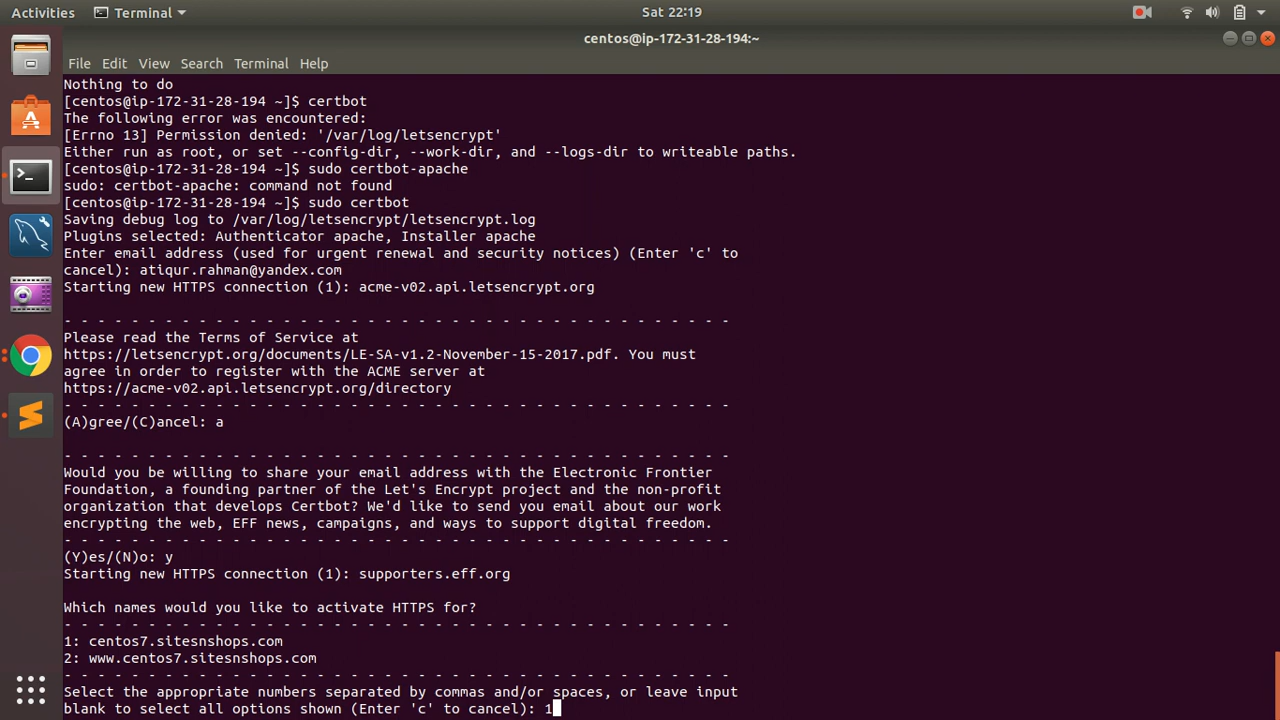 Activities
Terminal
Sat 22:19
centos@ip-172-31-28-194:~
File Edit View Search Terminal Help
Nothing to do
[centos@ip-172-31-28-194 ~]$ certbot
The following error was encountered:
[Errno 13] Permission denied: '/var/log/letsencrypt'
Either run as root, or set --config-dir, --work-dir, and --logs-dir to writeable paths.
[centos@ip-172-31-28-194 ~]$ sudo certbot-apache
sudo: certbot-apache: command not found
[centos@ip-172-31-28-194 ~]$ sudo certbot
Saving debug log to /var/log/letsencrypt/letsencrypt.log
Plugins selected: Authenticator apache, Installer apache
Enter email address (used for urgent renewal and security notices) (Enter 'c' to
cancel): atiqur.rahman@yandex.com
Starting new HTTPS connection (1): acme-v02.api.letsencrypt.org
- - - - - - - - - - - - - - - - - - - - - - - - - - - - - - - - - - - - - - - -
Please read the Terms of Service at
https://letsencrypt.org/documents/LE-SA-v1.2-November-15-2017.pdf. You must
agree in order to register with the ACME server at
https://acme-v02.api.letsencrypt.org/directory
- - - - - - - - - - - - - - - - - - - - - - - - - - - - - - - - - - - - - - - -
(A)gree/(C)ancel: a
- - - - - - - - - - - - - - - - - - - - - - - - - - - - - - - - - - - - - - - -
Would you be willing to share your email address with the Electronic Frontier
Foundation, a founding partner of the Let's Encrypt project and the non-profit
organization that develops Certbot? We'd like to send you email about our work
encrypting the web, EFF news, campaigns, and ways to support digital freedom.
- - - - - - - - - - - - - - - - - - - - - - - - - - - - - - - - - - - - - - - -
(Y)es/(N)o: y
Starting new HTTPS connection (1): supporters.eff.org
Which names would you like to activate HTTPS for?
- - - - - - - - - - - - - - - - - - - - - - - - - - - - - - - - - - - - - - - -
1: centos7.sitesnshops.com
2: www.centos7.sitesnshops.com
- - - - - - - - - - - - - - - - - - - - - - - - - - - - - - - - - - - - - - - -
Select the appropriate numbers separated by commas and/or spaces, or leave input
blank to select all options shown (Enter 'c' to cancel): 1